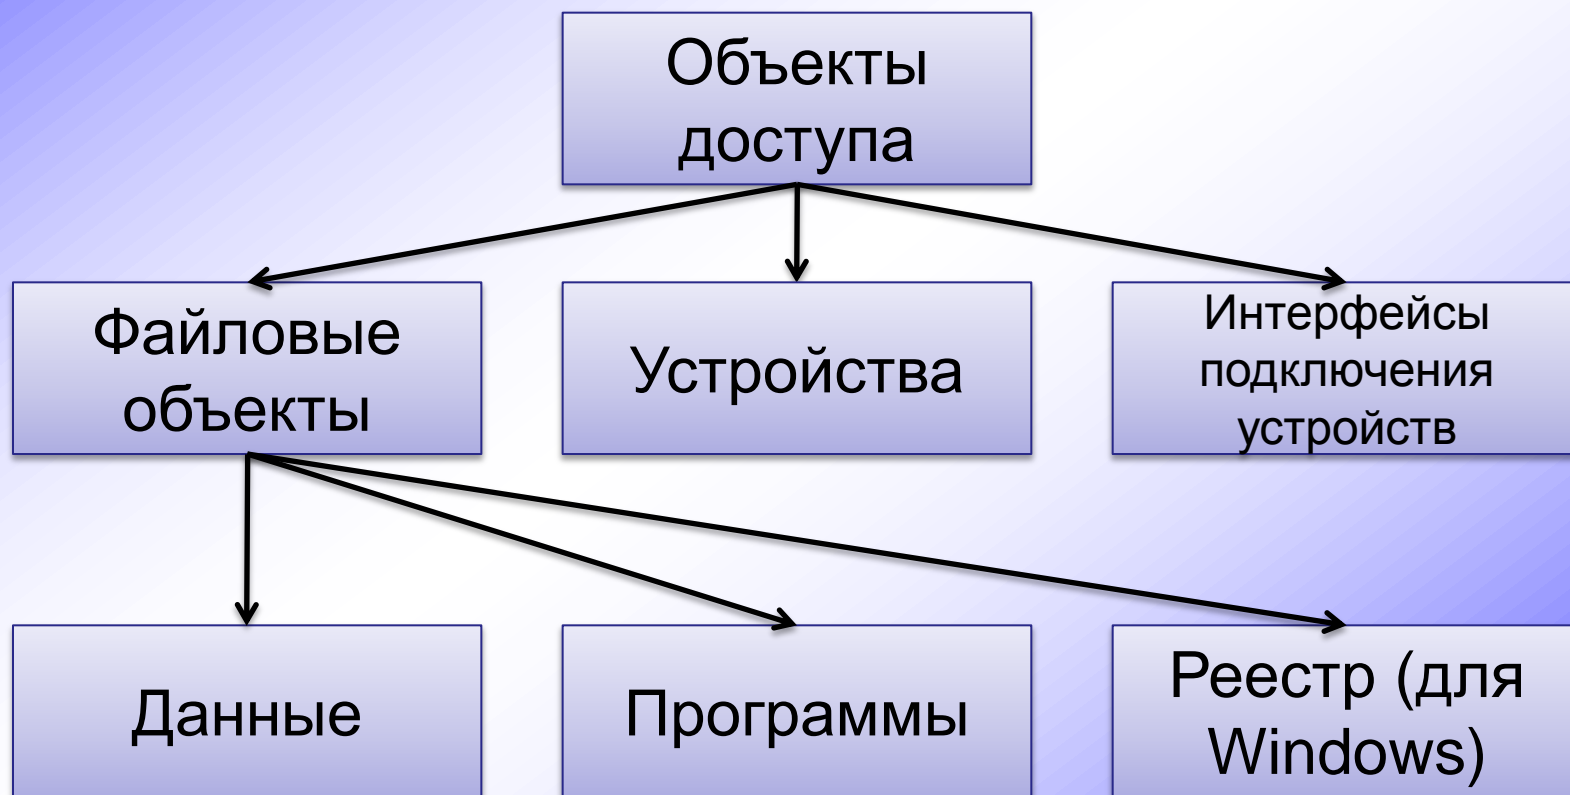 Объекты
доступа
Файловые
объекты
Устройства
Интерфейсы
подключения
устройств
Данные
Программы
Реестр (для
Windows)